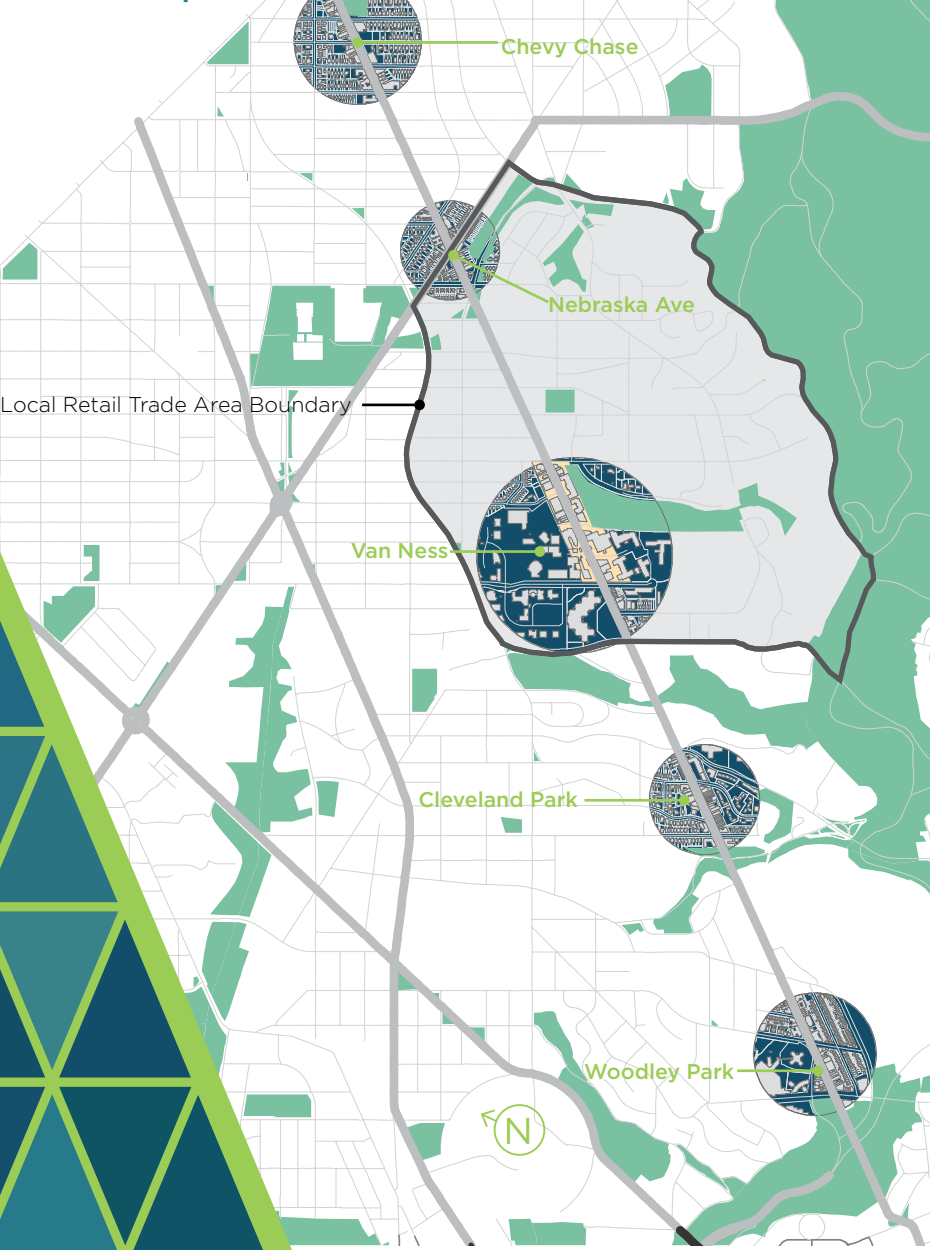 Chevy Chase
Nebraska Ave
Local Retail Trade Area Boundary
Van Ness
Cleveland Park
Woodley Park
N